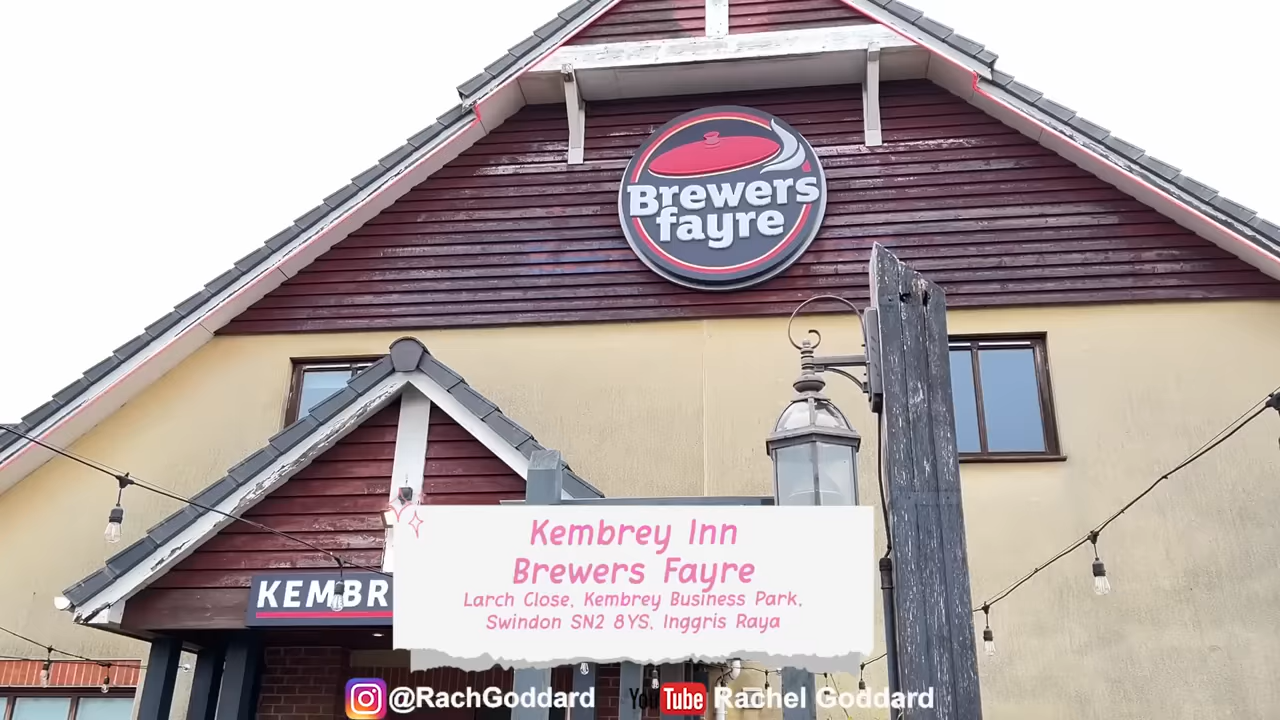 Brewers
fayre
KEMBR
Kembrey Inn
Brewers Fayre
Larch Close, Kembrey Business Park,
Swindon SN2 8YS, Inggris Raya
@RachGoddard
YouTube Rachel Goddard